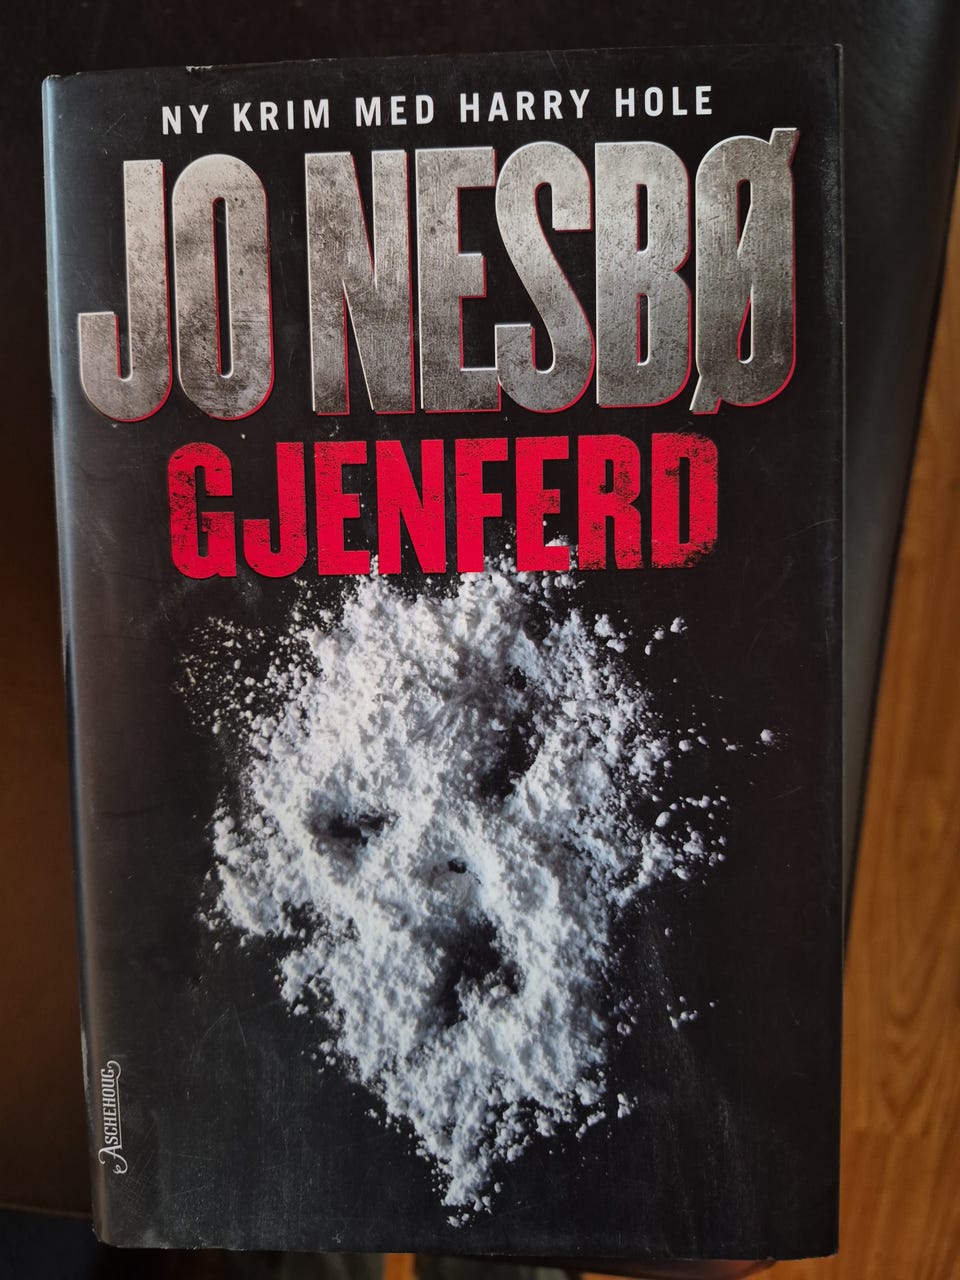 NY KRIM MED HARRY HOLE
JO NESBØ
GJENFERD
ASCHEHOUG